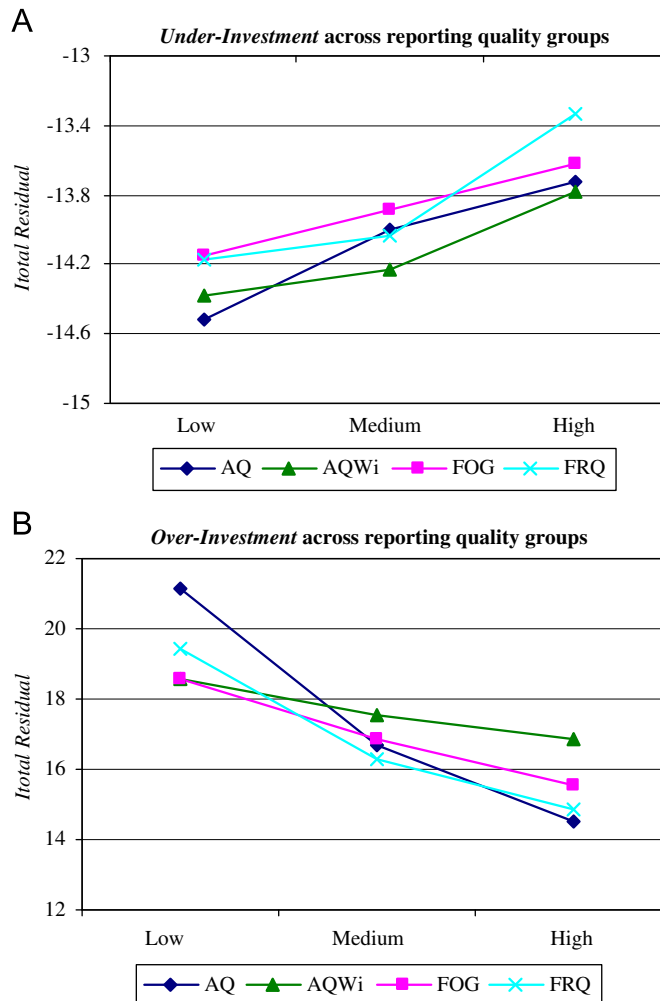 A
Under-Investment across reporting quality groups
-13
-13.4
-13.8
-14.2
-14.6
-15
Itotal Residual
Low Medium High
AQ AQWi FOG FRQ
B
Over-Investment across reporting quality groups
22
20
18
16
14
12
Itotal Residual
Low Medium High
AQ AQWi FOG FRQ